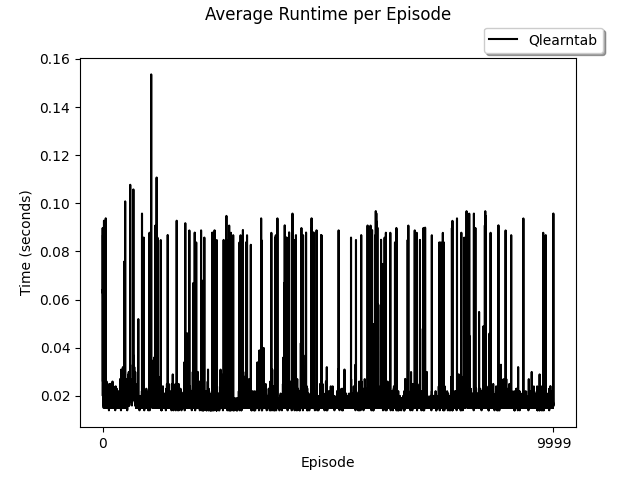 Average Runtime per Episode
Qlearntab
0.16
0.14
0.12
0.10
0.08
0.06
0.04
0.02
Time (seconds)
0
9999
Episode